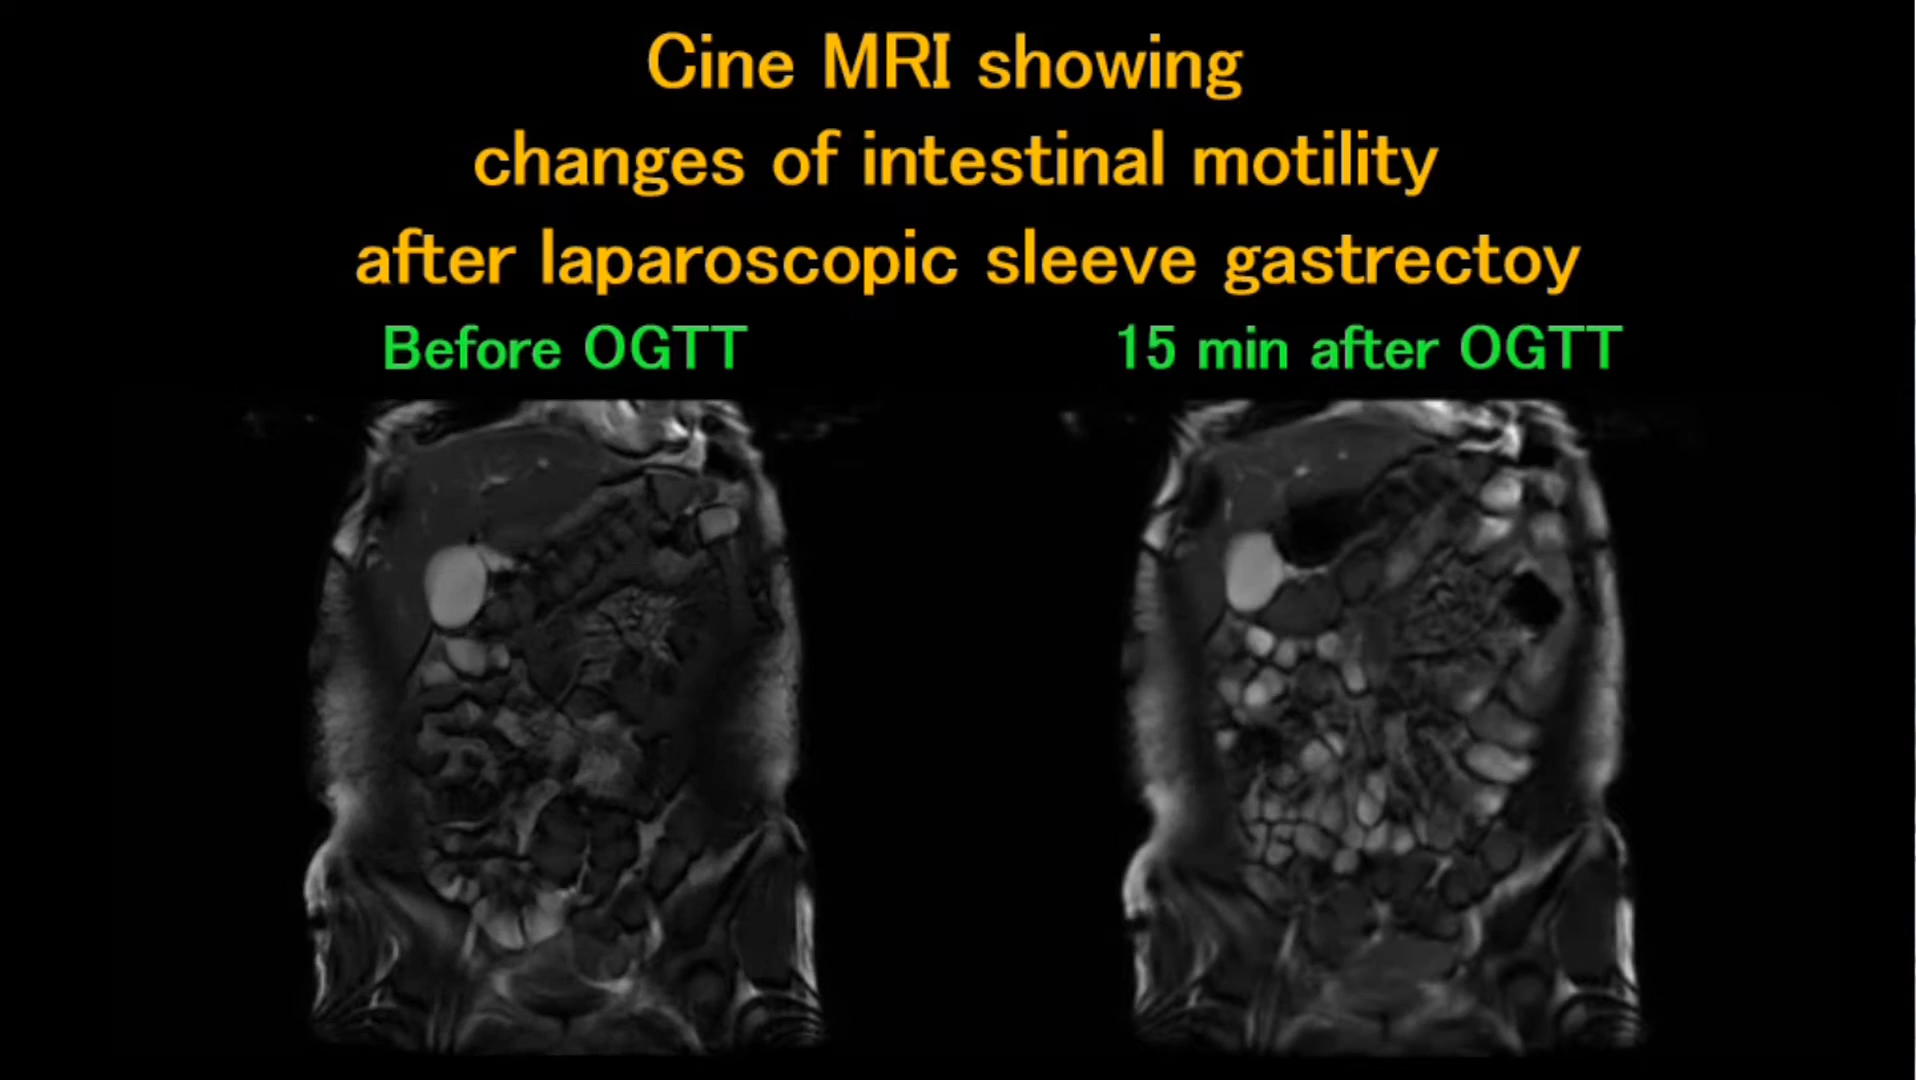 Cine MRI showing
changes of intestinal motility
after laparoscopic sleeve gastrectoy
Before OGTT
15 min after OGTT